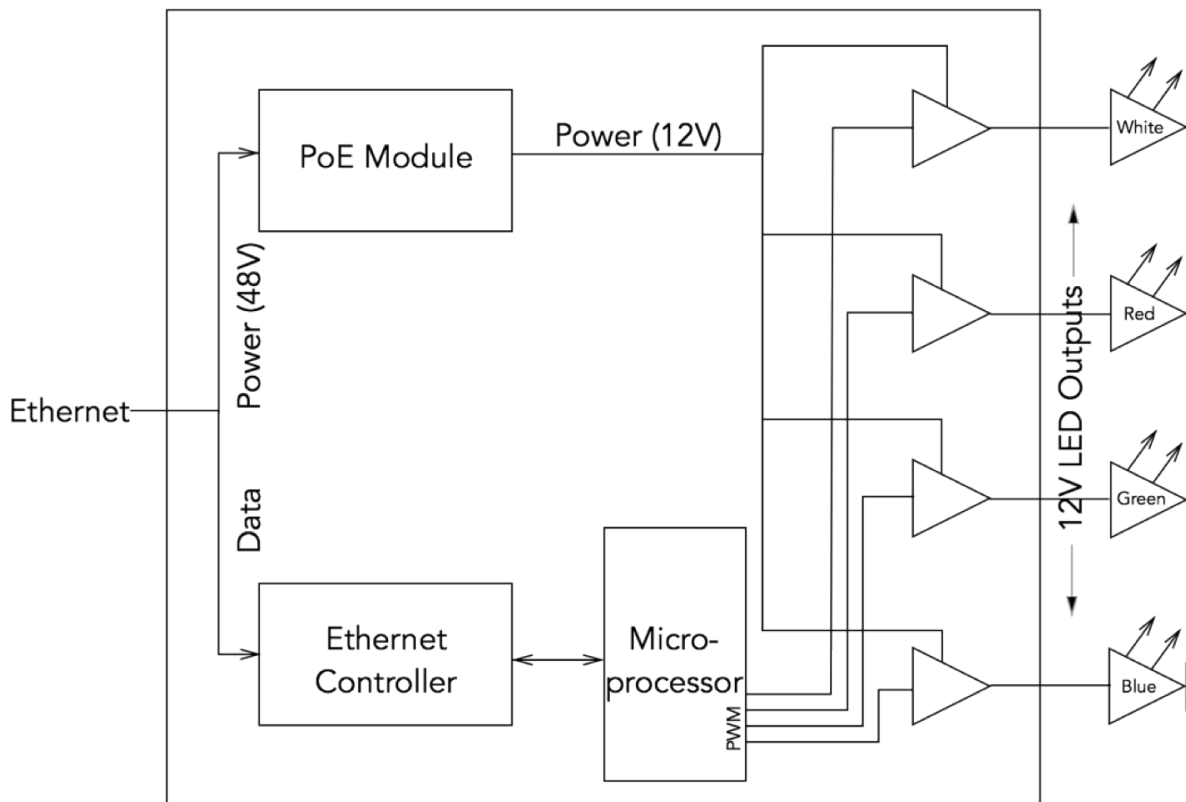 PoE Module
Power (12V)
White
Power (48V)
Red
12V LED Outputs
Ethernet
Data
Green
Ethernet
Controller
Micro-
processor
PWM
Blue